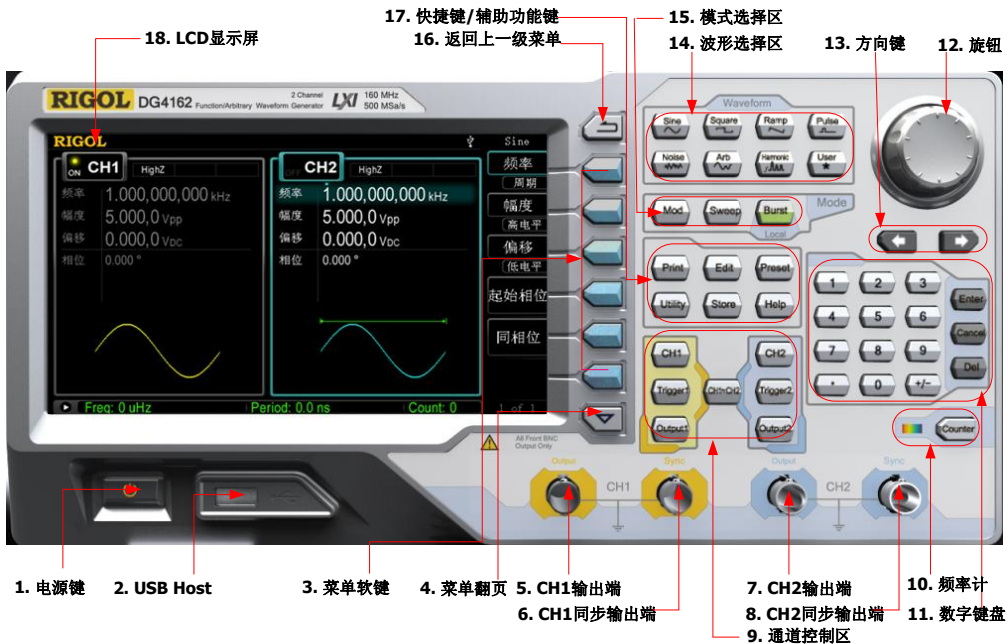 17. 快捷键/辅助功能键
15. 模式选择区
18. LCD显示屏
16. 返回上一级菜单
14. 波形选择区
13. 方向键
12. 旋钮
RIGOL DG4162 Function/Arbitrary Waveform Generator
2 Channel
LXI
160 MHz
500 MSa/s
RIGOL
Sine
ON CH1 HighZ
频率 1.000,000,000 kHz
幅度 5.000,0 Vpp
偏移 0.000,0 VDC
相位 0.000 °
OFF CH2 HighZ
频率 1.000,000,000 kHz
幅度 5.000,0 Vpp
偏移 0.000,0 VDC
相位 0.000 °
频率
周期
幅度
高电平
偏移
低电平
起始相位
同相位
1 of 1
Freq: 0 uHz Period: 0.0 ns Count: 0
Waveform
Sine Square Ramp Pulse
Noise Arb Harmonic User
Mod Sweep Burst Mode
Local
Print Edit Preset
Utility Store Help
CH1 CH2
Trigger1 CH1⇌CH2 Trigger2
Output1 Output2
1 2 3 Enter
4 5 6 Cancel
7 8 9 Del
. 0 +/-
Counter
All Front BNC
Output Only
Output Sync Output Sync
CH1 CH2
1. 电源键
2. USB Host
3. 菜单软键
4. 菜单翻页
5. CH1输出端
6. CH1同步输出端
7. CH2输出端
8. CH2同步输出端
9. 通道控制区
10. 频率计
11. 数字键盘